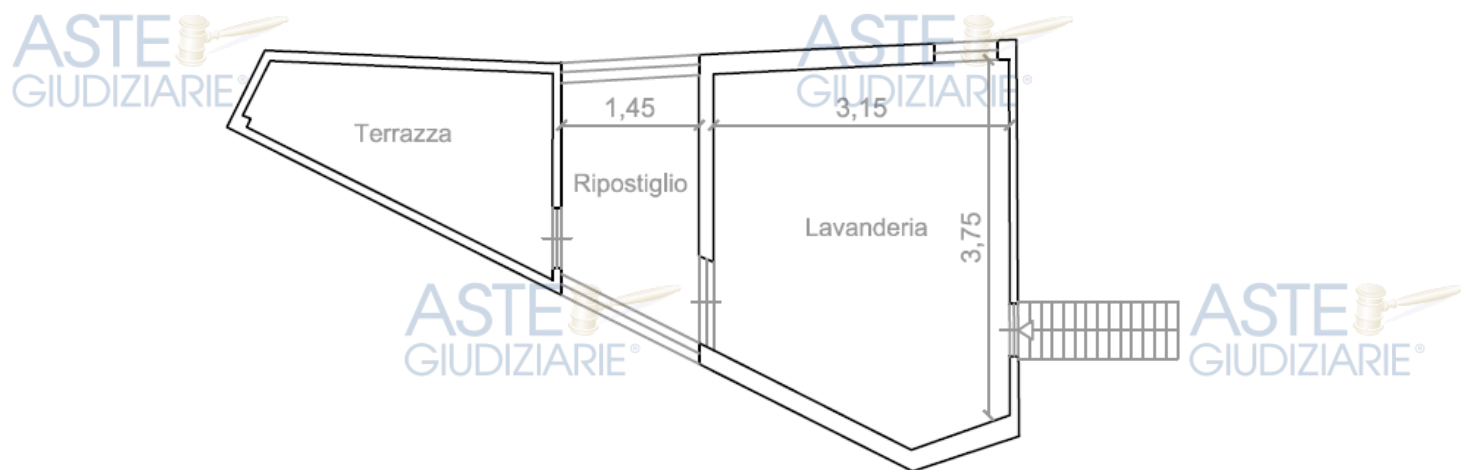 ASTE
GIUDIZIARIE®
ASTE
GIUDIZIARIE®
1,45
3,15
Terrazza
Ripostiglio
Lavanderia
3,75
ASTE
GIUDIZIARIE®
ASTE
GIUDIZIARIE®